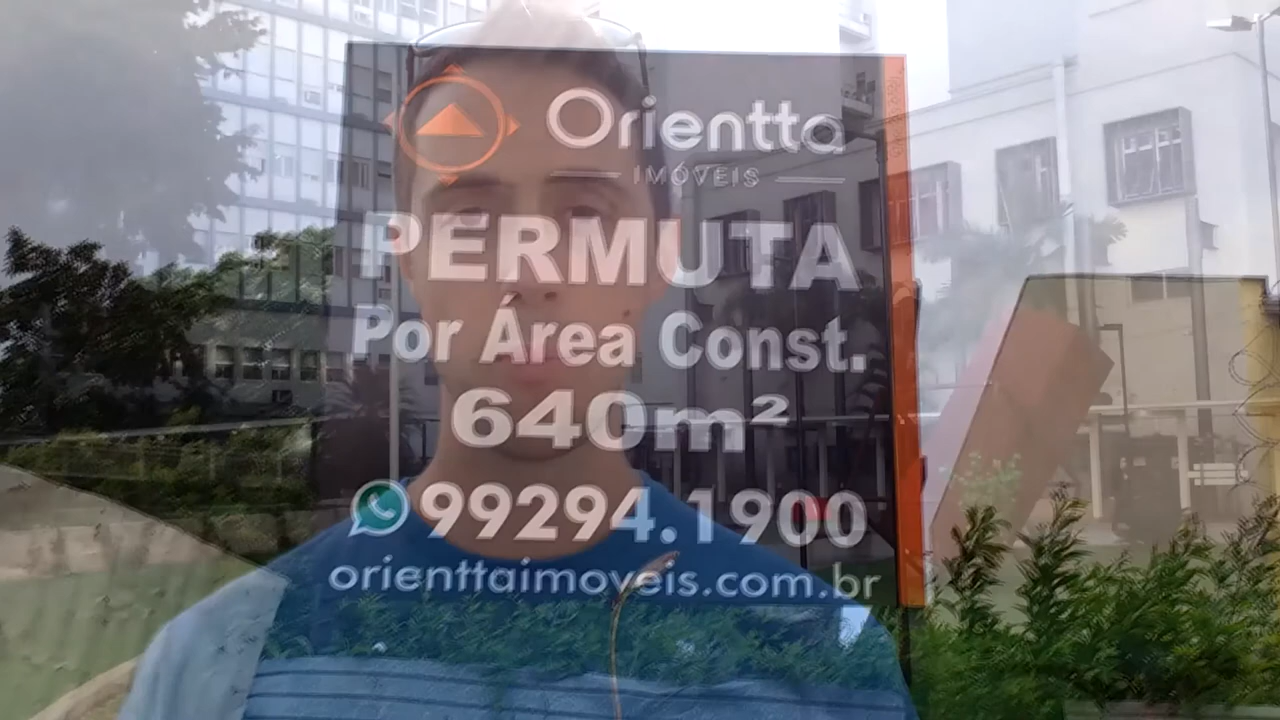 Orientta
IMÓVEIS
PERMUTA
Por Área Const.
640m²
99294.1900
orienttaimoveis.com.br